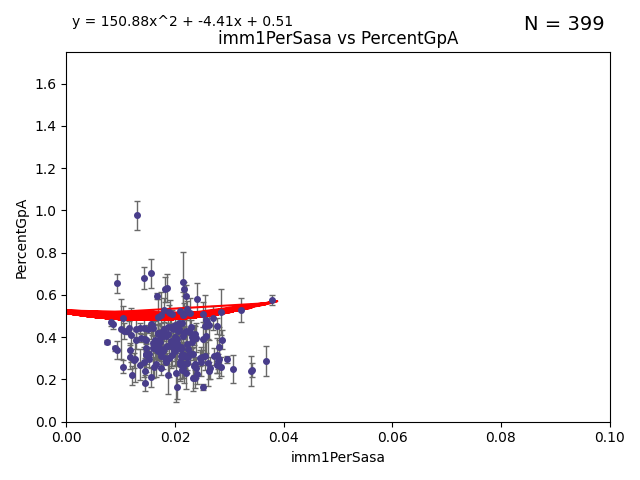 y = 150.88x^2 + -4.41x + 0.51
N = 399
imm1PerSasa vs PercentGpA
PercentGpA
1.6
1.4
1.2
1.0
0.8
0.6
0.4
0.2
0.0
0.00 0.02 0.04 0.06 0.08 0.10
imm1PerSasa